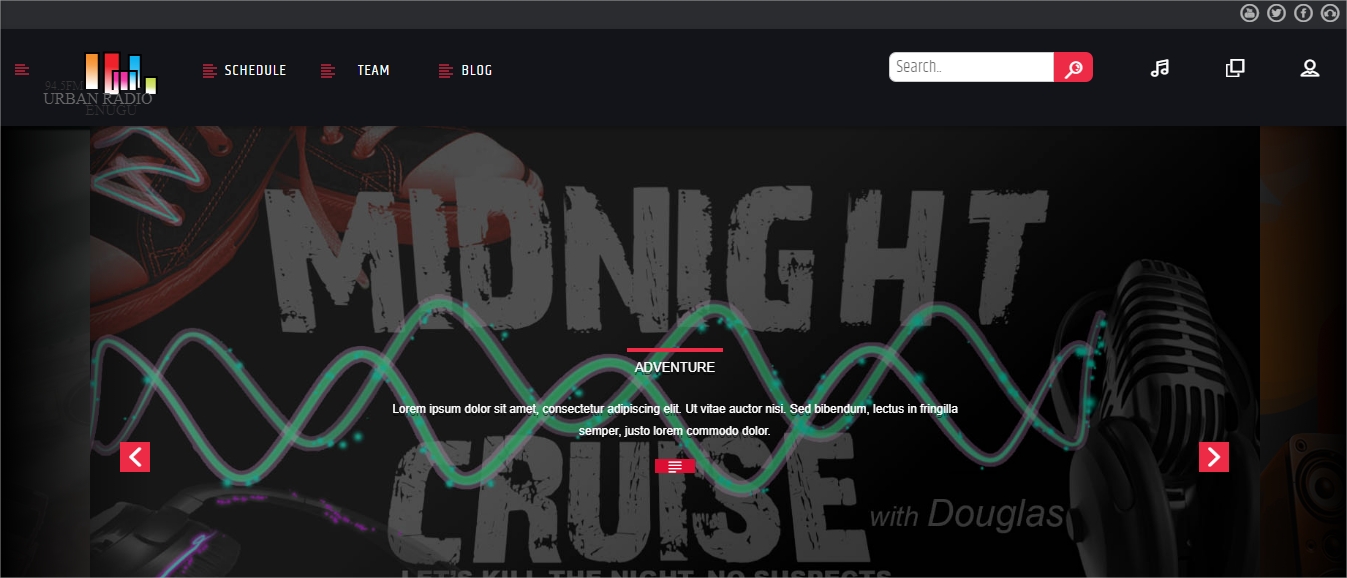 94.5FM
URBAN RADIO
ENUGU
SCHEDULE
TEAM
BLOG
Search..
MIDNIGHT
ADVENTURE
Lorem ipsum dolor sit amet, consectetur adipiscing elit. Ut vitae auctor nisi. Sed bibendum, lectus in fringilla
semper, justo lorem commodo dolor.
CRUISE
with Douglas
LET'S KILL THE NIGHT, NO SUSPECTS